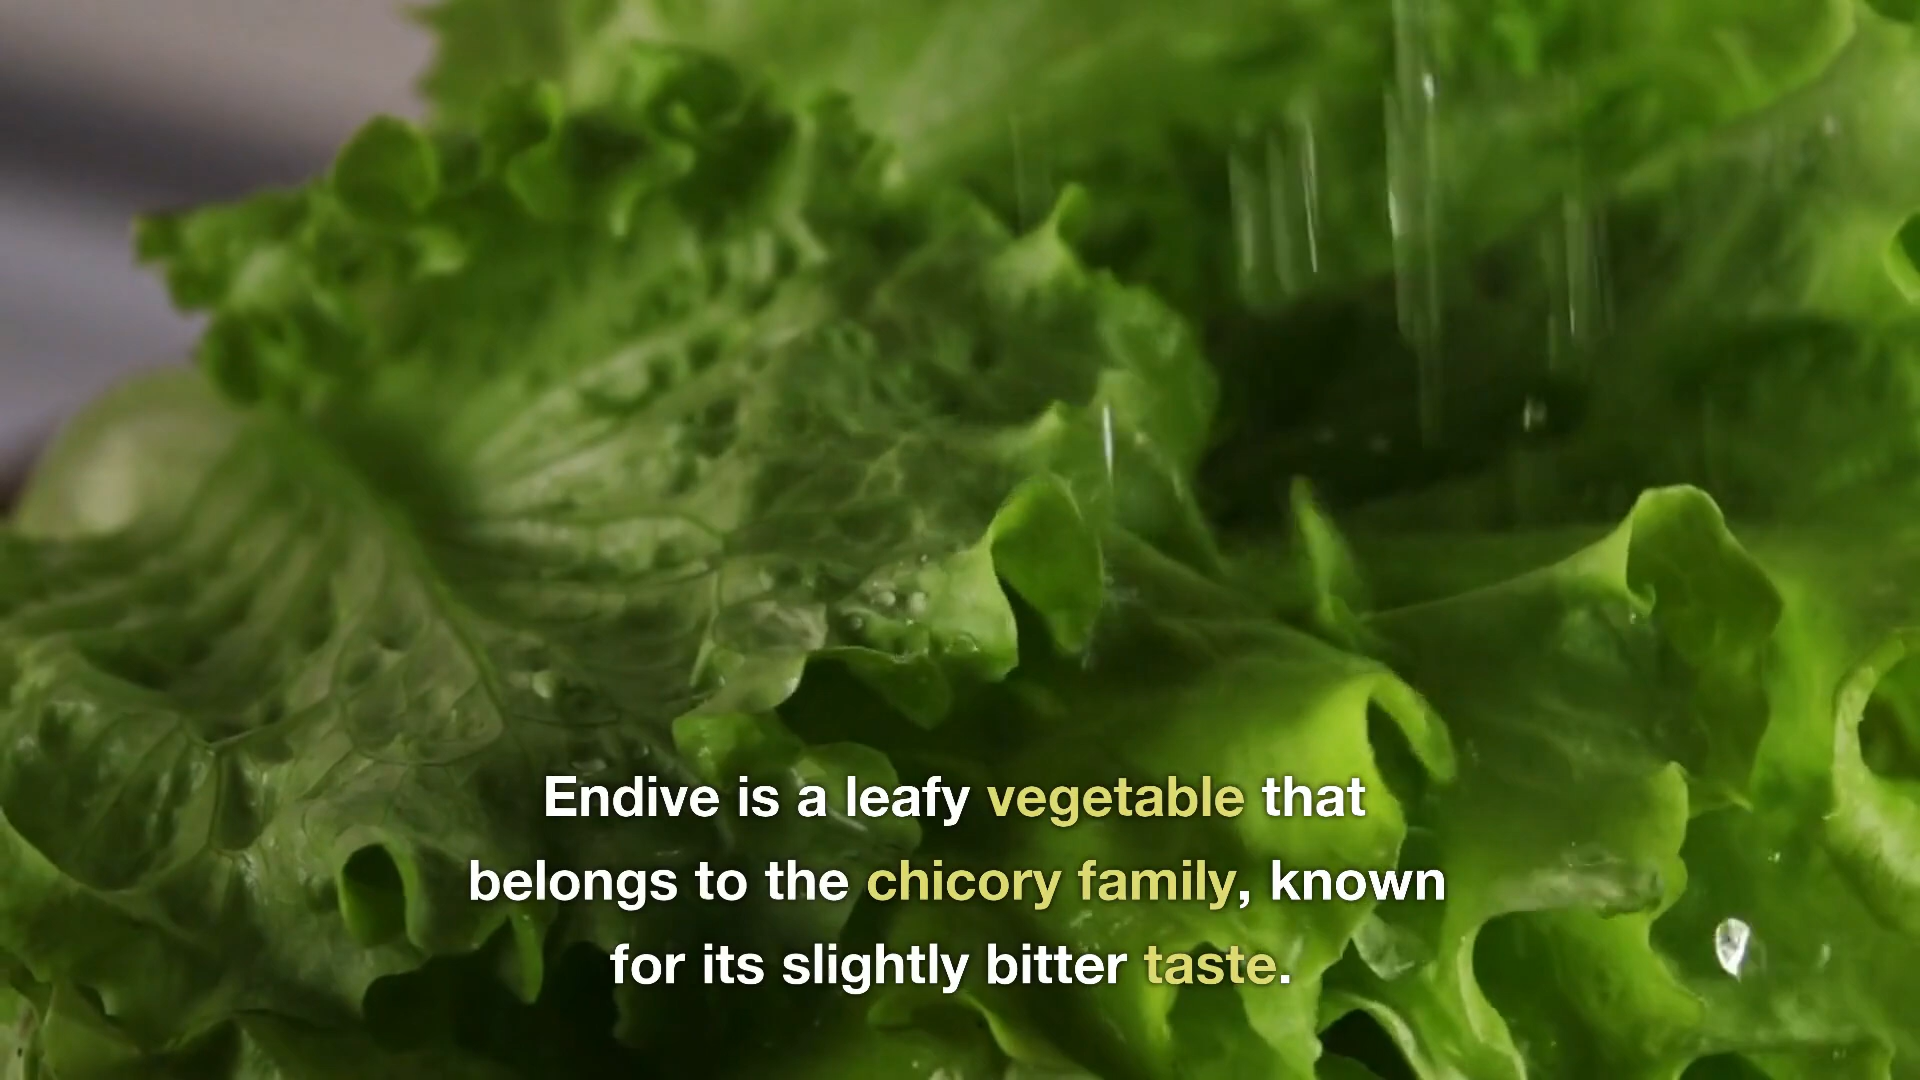 Endive is a leafy vegetable that
belongs to the chicory family, known
for its slightly bitter taste.